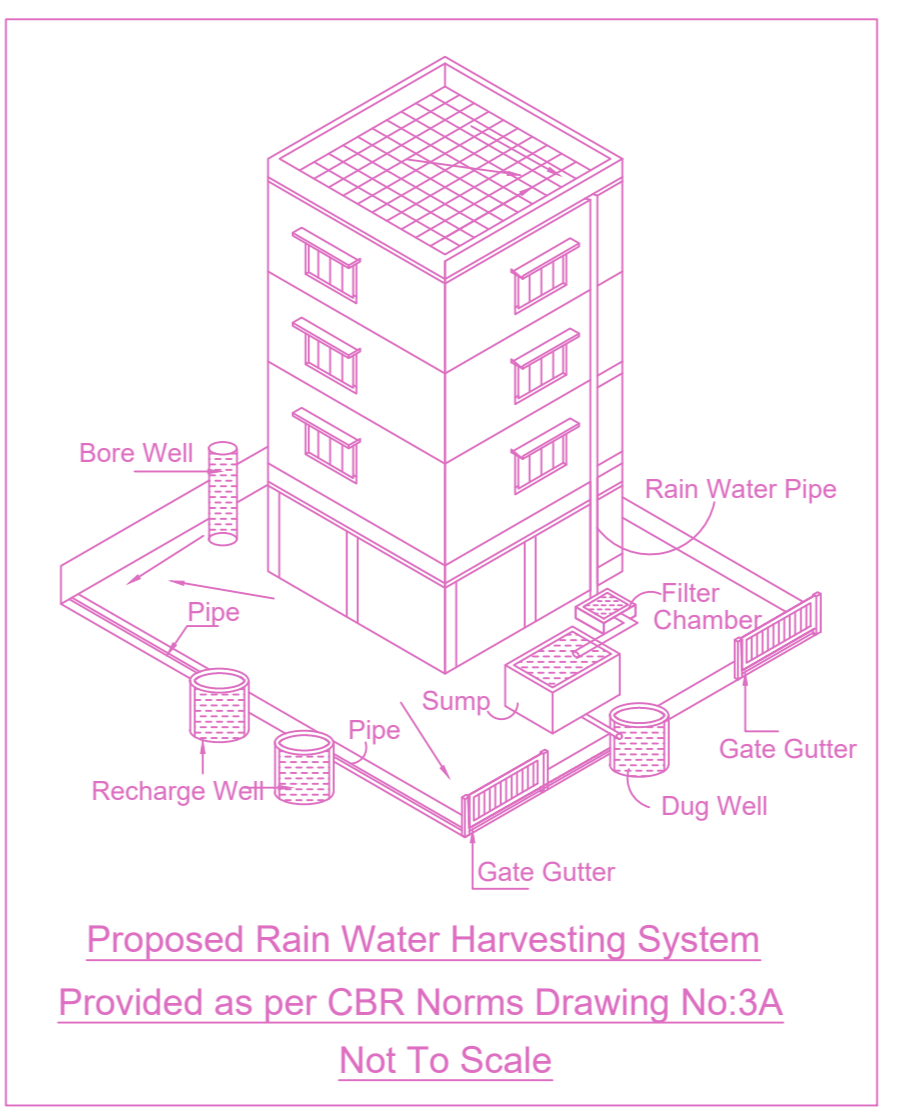 Bore Well
Rain Water Pipe
Filter
Chamber
Pipe
Sump
Pipe
Gate Gutter
Recharge Well
Dug Well
Gate Gutter
Proposed Rain Water Harvesting System
Provided as per CBR Norms Drawing No:3A
Not To Scale